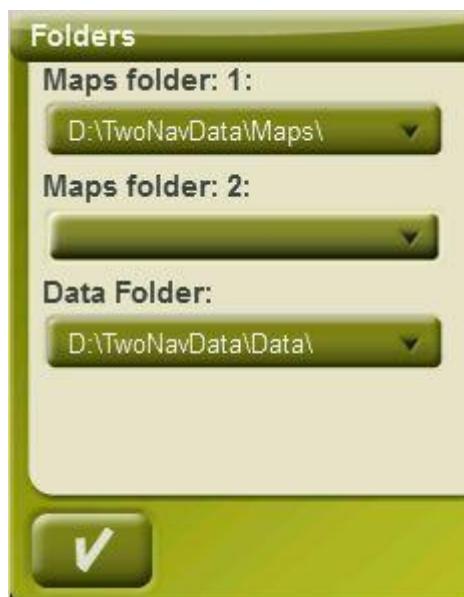 Folders
Maps folder: 1:
D:\TwoNavData\Maps\
Maps folder: 2:
Data Folder:
D:\TwoNavData\Data\